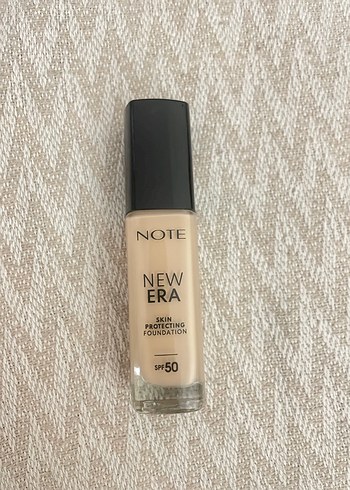 NOTE
NEW
ERA
SKIN
PROTECTING
FOUNDATION
SPF50